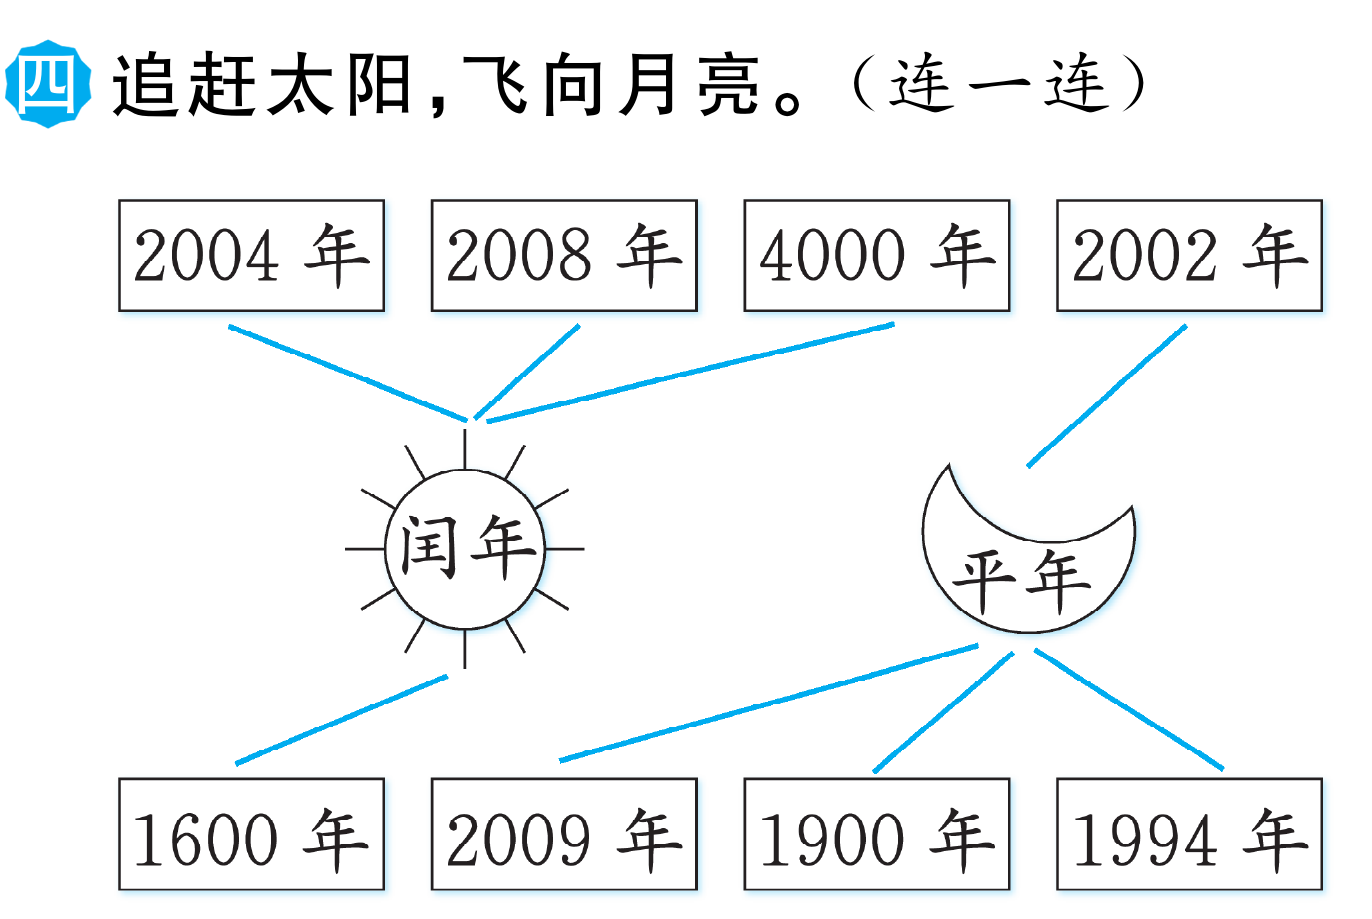 四 追赶太阳,飞向月亮。(连一连)
2004 年 2008 年 4000 年 2002 年
闰年 平年
1600 年 2009 年 1900 年 1994 年